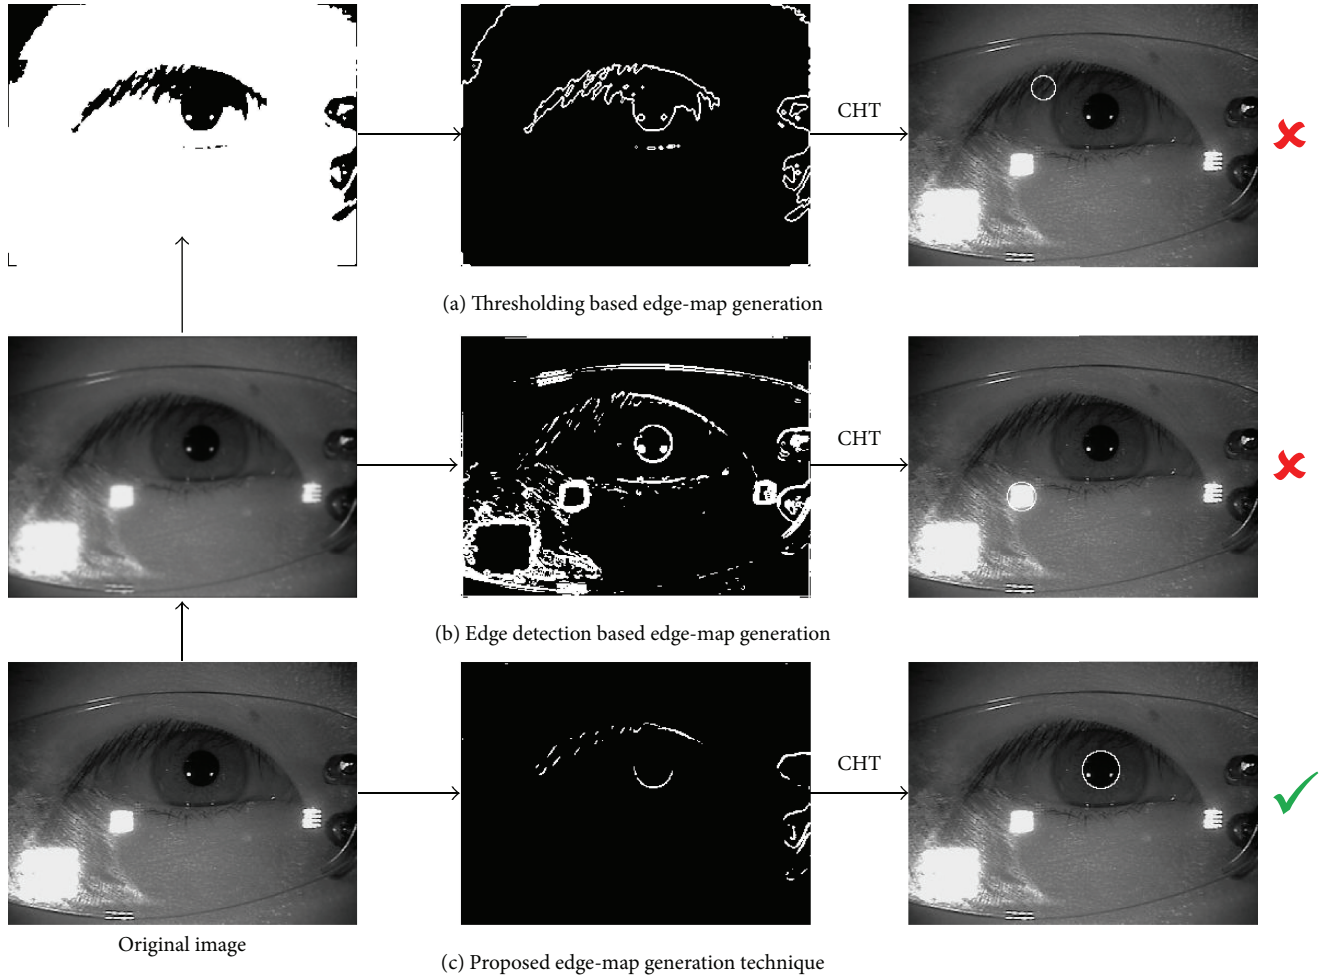 CHT
(a) Thresholding based edge-map generation
CHT
(b) Edge detection based edge-map generation
CHT
Original image
(c) Proposed edge-map generation technique